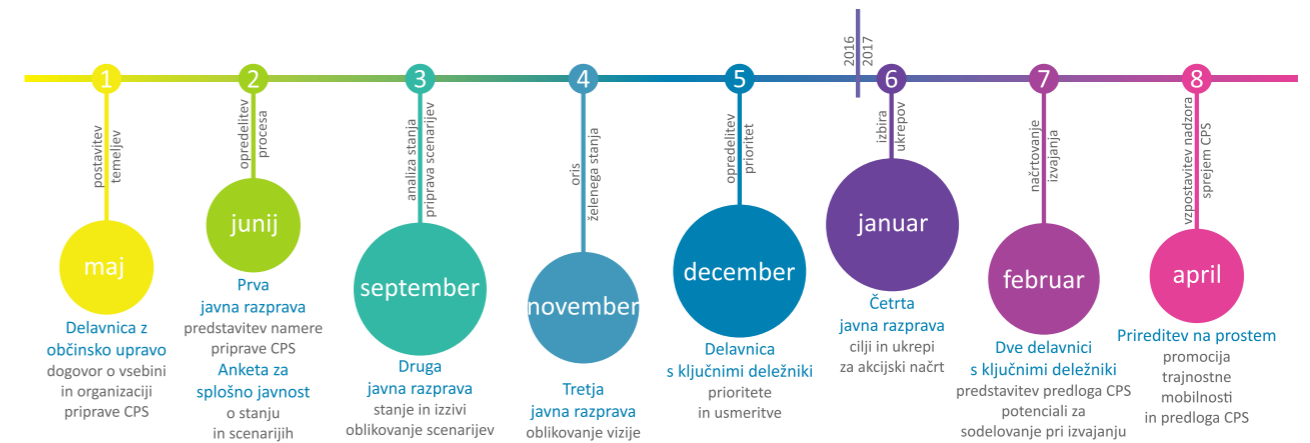 2016
2017
1
postavitev
temeljev
maj
Delavnica z
občinsko upravo
dogovor o vsebini
in organizaciji
priprave CPS
2
opredelitev
procesa
junij
Prva
javna razprava
predstavitev namere
priprave CPS
Anketa za
splošno javnost
o stanju
in scenarijih
3
analiza stanja
priprava scenarijev
september
Druga
javna razprava
stanje in izzivi
oblikovanje scenarijev
4
oris
želenega stanja
november
Tretja
javna razprava
oblikovanje vizije
5
opredelitev
prioritet
december
Delavnica
s ključnimi deležniki
prioritete
in usmeritve
6
izbira
ukrepov
januar
Četrta
javna razprava
cilji in ukrepi
za akcijski načrt
7
načrtovanje
izvajanja
februar
Dve delavnici
s ključnimi deležniki
predstavitev predloga CPS
potenciali za
sodelovanje pri izvajanju
8
vzpostavitev nadzora
sprejem CPS
april
Prireditev na prostem
promocija
trajnostne
mobilnosti
in predloga CPS